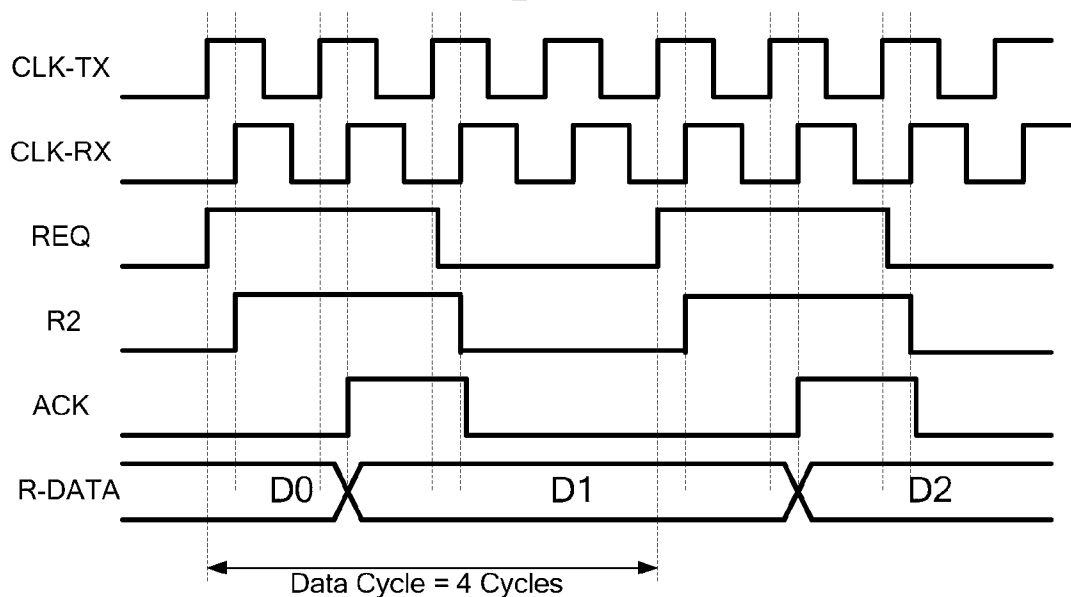 CLK-TX
CLK-RX
REQ
R2
ACK
R-DATA D0 D1 D2
Data Cycle = 4 Cycles